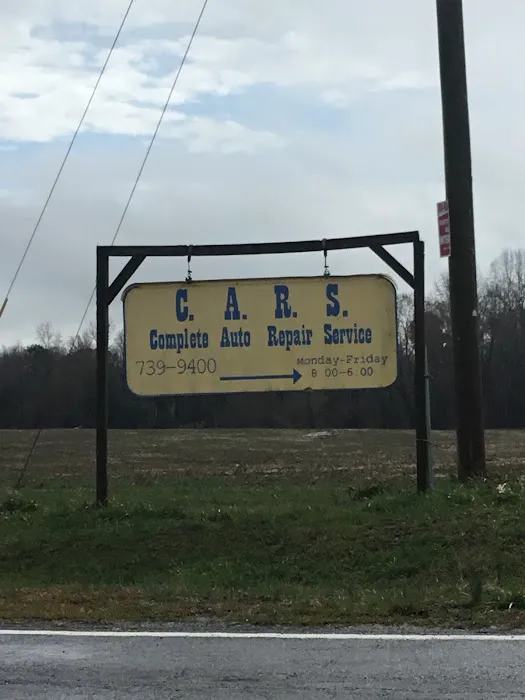 C. A. R. S.
Complete Auto Repair Service
739-9400
Monday-Friday
8 00-6 00